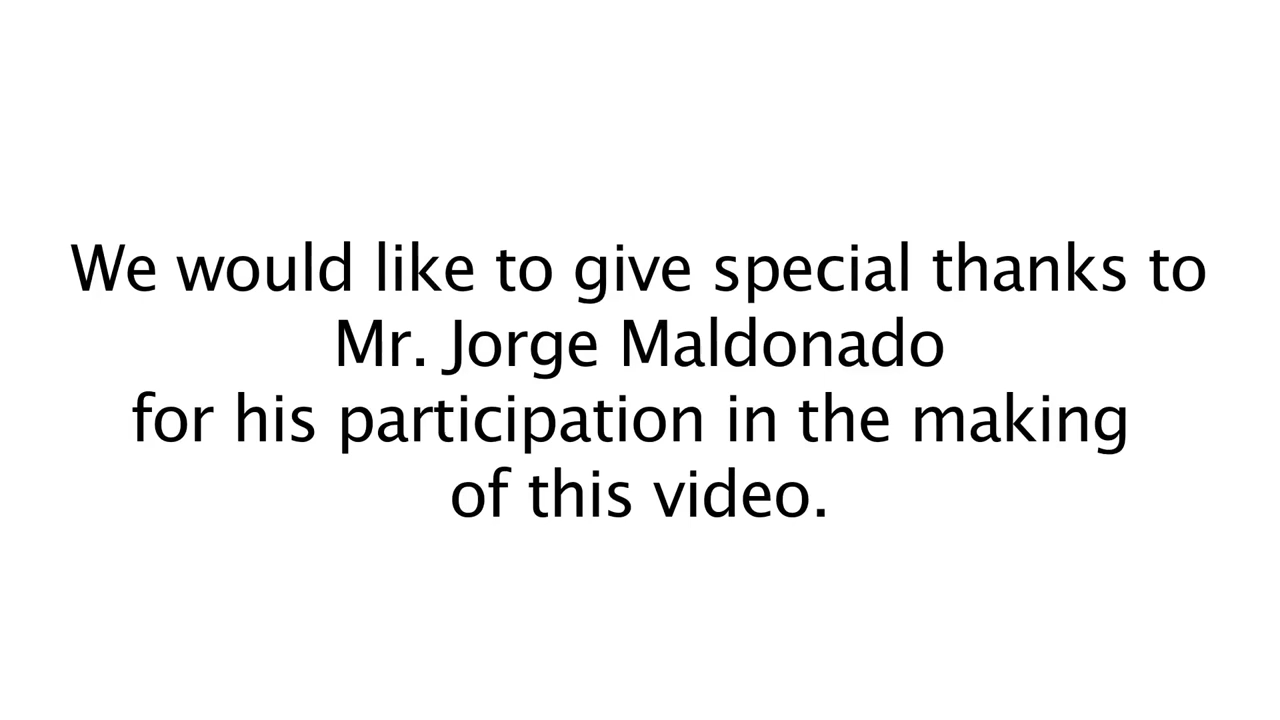 We would like to give special thanks to
Mr. Jorge Maldonado
for his participation in the making
of this video.